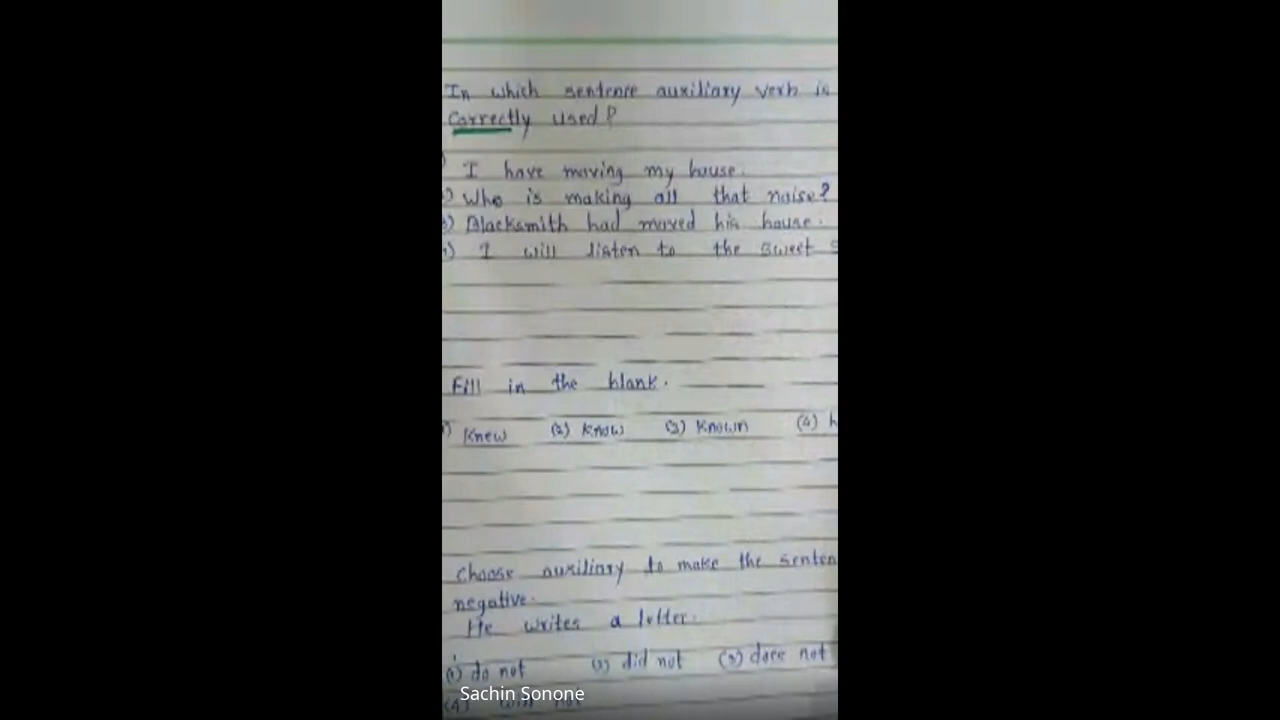 In which sentence auxiliary verb is
Correctly used?
) I have moving my house.
) Who is making all that noise?
) Blacksmith had moved his house.
) I will listen to the sweet s
Fill in the blank.
) Knew (2) know (3) Known (4) h
Choose auxiliary to make the senten
negative.
He writes a letter.
(1) do not (2) did not (3) does not
(4) will not
Sachin Sonone